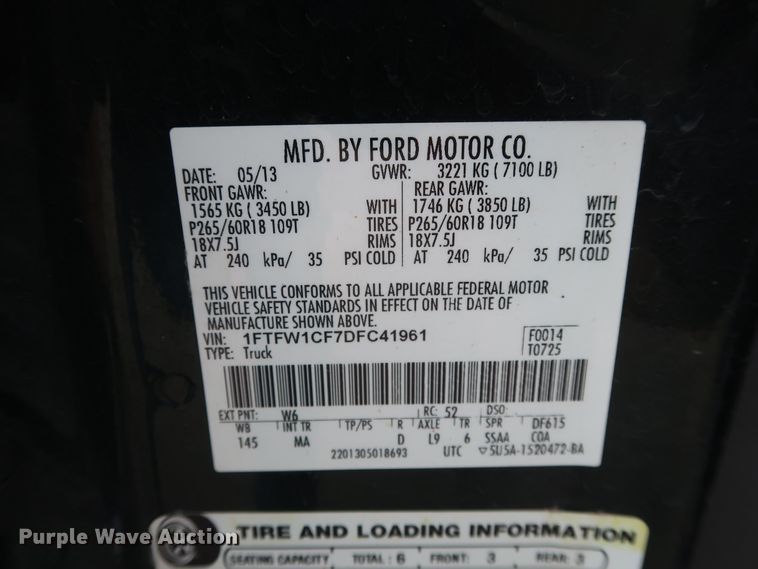 MFD. BY FORD MOTOR CO.
DATE: 05/13 GVWR: 3221 KG ( 7100 LB)
FRONT GAWR: REAR GAWR:
1565 KG ( 3450 LB) WITH 1746 KG ( 3850 LB) WITH
P265/60R18 109T TIRES P265/60R18 109T TIRES
18X7.5J RIMS 18X7.5J RIMS
AT 240 kPa/ 35 PSI COLD AT 240 kPa/ 35 PSI COLD
THIS VEHICLE CONFORMS TO ALL APPLICABLE FEDERAL MOTOR
VEHICLE SAFETY STANDARDS IN EFFECT ON THE DATE OF
MANUFACTURE SHOWN ABOVE.
VIN: 1FTFW1CF7DFC41961 F0014
TYPE: Truck T0725
EXT PNT: W6 RC: 52 DSO:
WB INT TR TP/PS R AXLE TR SPR DF615
145 MA D L9 6 SSAA COA
2201305018693 UTC ▽5U5A-1520472-BA
TIRE AND LOADING INFORMATION
SEATING CAPACITY TOTAL: 6 FRONT: 3 REAR: 3
Purple Wave Auction